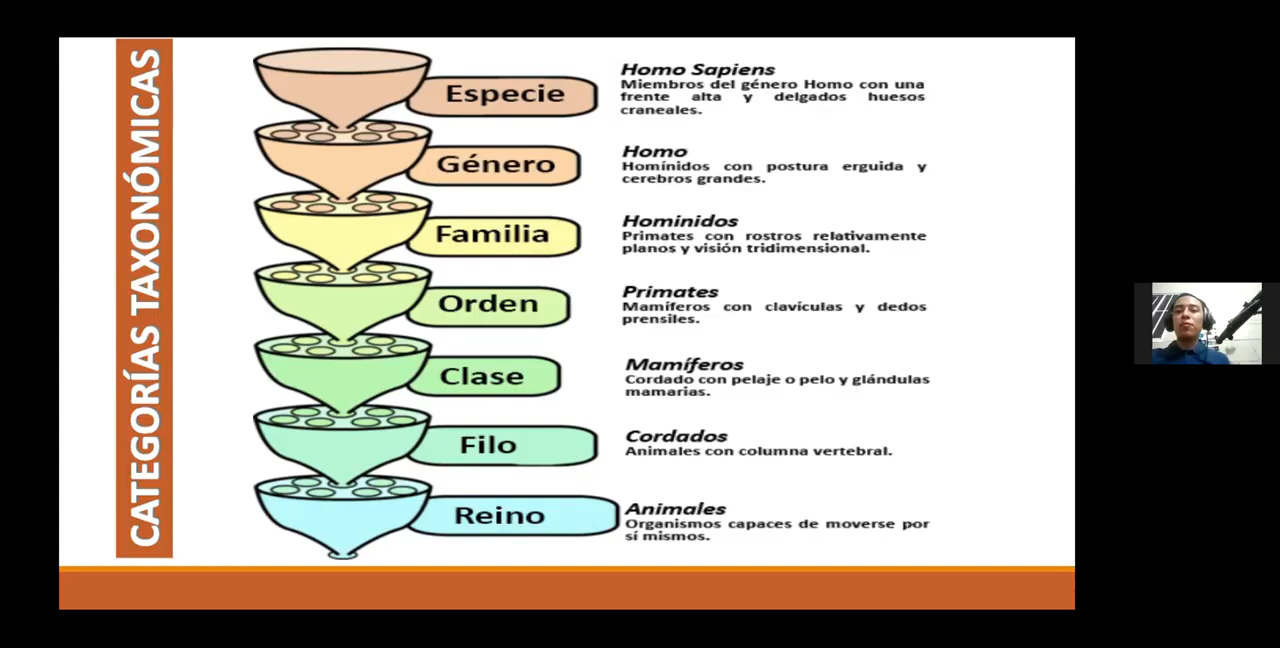 CATEGORÍAS TAXONÓMICAS
Especie
Homo Sapiens
Miembros del género Homo con una
frente alta y delgados huesos
craneales.
Género
Homo
Homínidos con postura erguida y
cerebros grandes.
Familia
Hominidos
Primates con rostros relativamente
planos y visión tridimensional.
Orden
Primates
Mamíferos con clavículas y dedos
prensiles.
Clase
Mamíferos
Cordado con pelaje o pelo y glándulas
mamarias.
Filo
Cordados
Animales con columna vertebral.
Reino
Animales
Organismos capaces de moverse por
sí mismos.